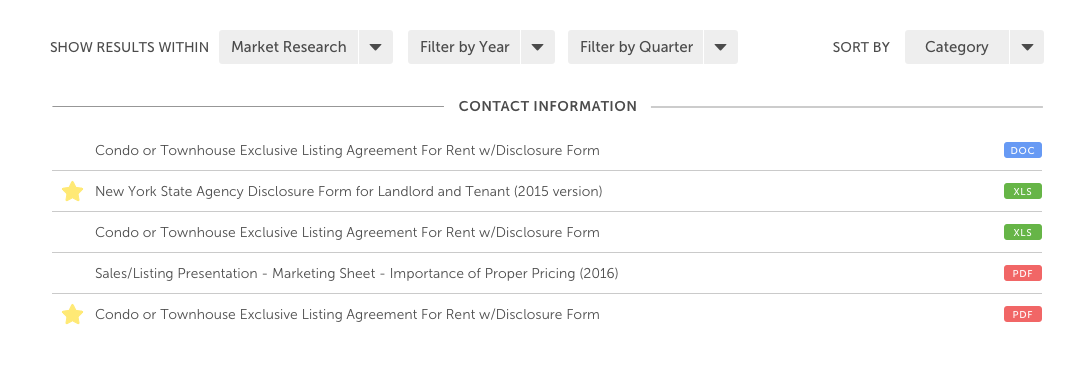 SHOW RESULTS WITHIN Market Research Filter by Year Filter by Quarter SORT BY Category
CONTACT INFORMATION
Condo or Townhouse Exclusive Listing Agreement For Rent w/Disclosure Form DOC
New York State Agency Disclosure Form for Landlord and Tenant (2015 version) XLS
Condo or Townhouse Exclusive Listing Agreement For Rent w/Disclosure Form XLS
Sales/Listing Presentation - Marketing Sheet - Importance of Proper Pricing (2016) PDF
Condo or Townhouse Exclusive Listing Agreement For Rent w/Disclosure Form PDF